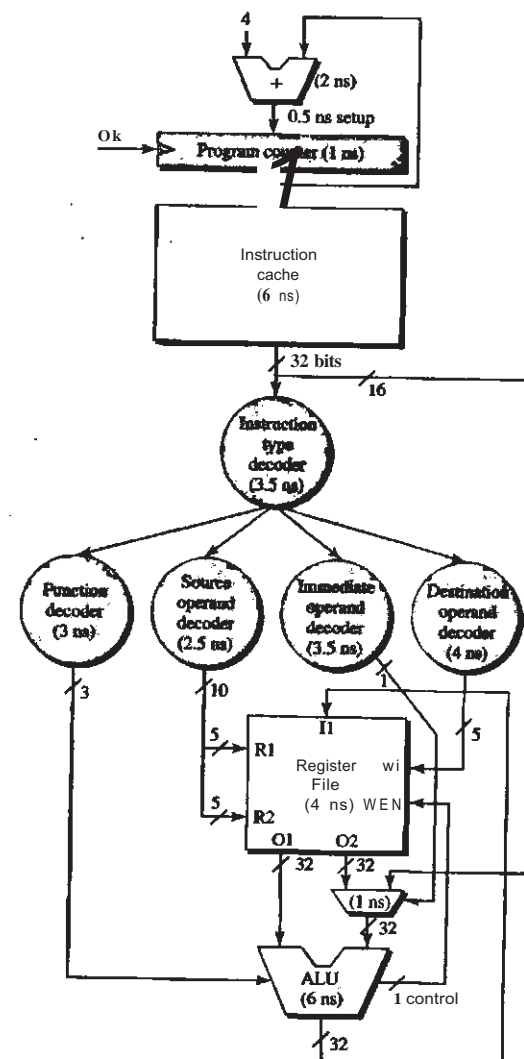 4
+
(2 ns)
0.5 ns setup
Ok
Program counter (1 ns)
Instruction
cache
(6 ns)
32 bits
16
Instruction
type
decoder
(3.5 ns)
Function
decoder
(3 ns)
Source
operand
decoder
(2.5 ns)
Immediate
operand
decoder
(3.5 ns)
Destination
operand
decoder
(4 ns)
3
10
1
5
I1
5
R1
Register
File
(4 ns)
wi
WEN
5
R2
O1
O2
32
32
(1 ns)
32
ALU
(6 ns)
1 control
32